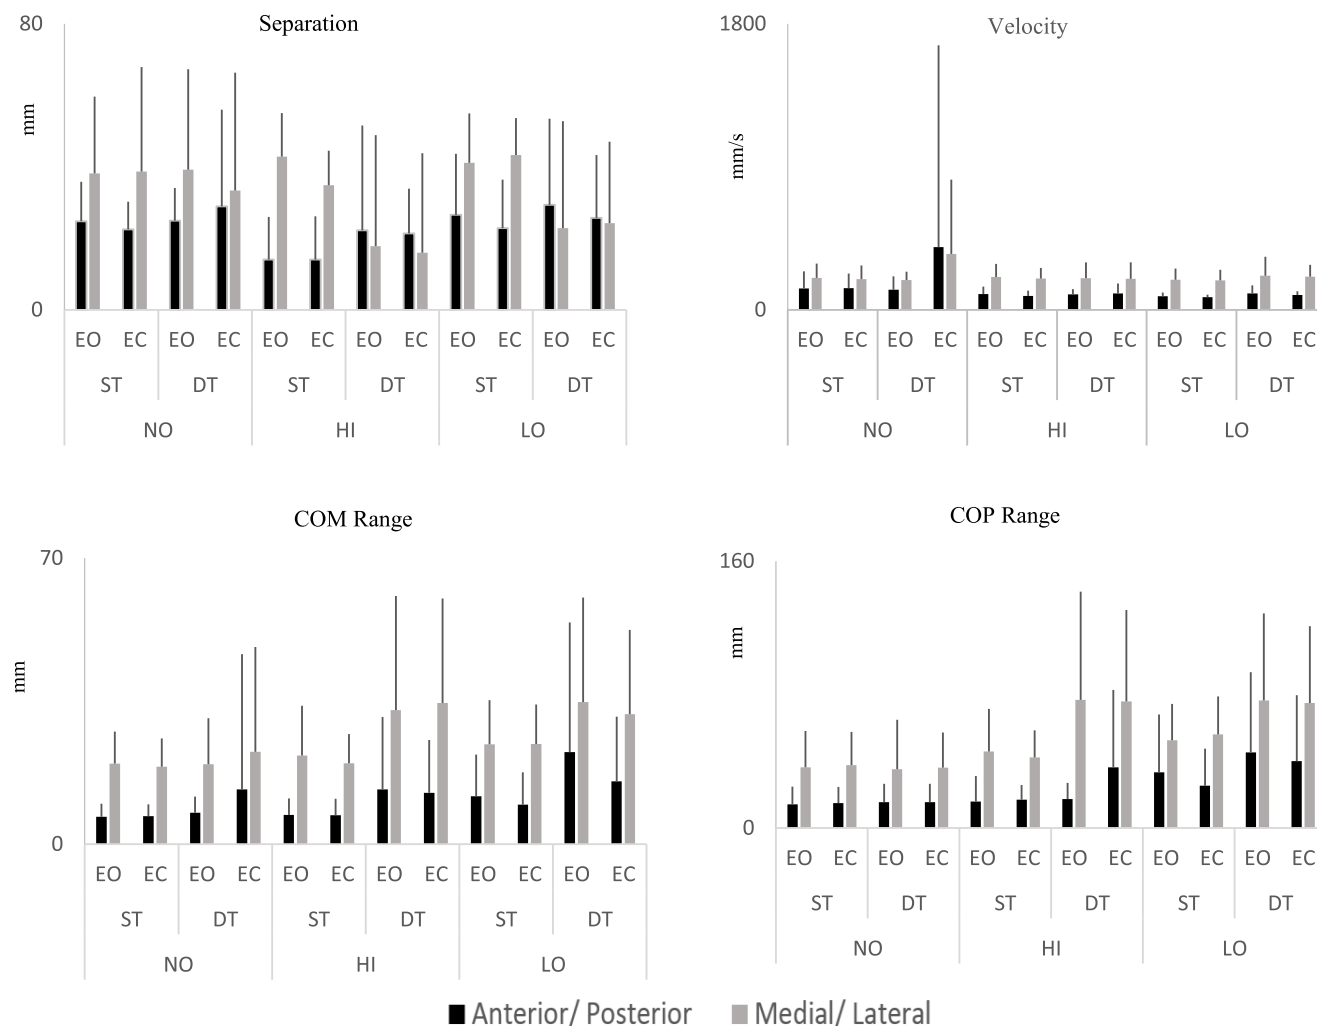 Separation
80
mm
0
EO EC EO EC EO EC EO EC EO EC EO EC
ST DT ST DT ST DT
NO HI LO
Velocity
1800
mm/s
0
EO EC EO EC EO EC EO EC EO EC EO EC
ST DT ST DT ST DT
NO HI LO
COM Range
70
mm
0
EO EC EO EC EO EC EO EC EO EC EO EC
ST DT ST DT ST DT
NO HI LO
COP Range
160
mm
0
EO EC EO EC EO EC EO EC EO EC EO EC
ST DT ST DT ST DT
NO HI LO
Anterior/ Posterior Medial/ Lateral